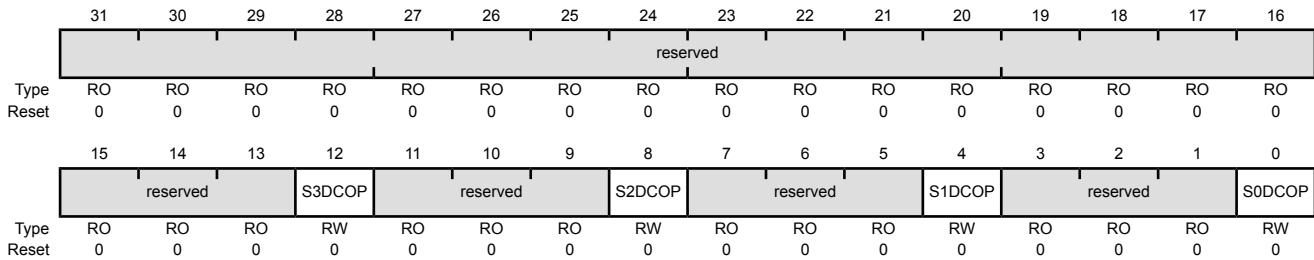 31 30 29 28 27 26 25 24 23 22 21 20 19 18 17 16
reserved
Type RO RO RO RO RO RO RO RO RO RO RO RO RO RO RO RO
Reset 0 0 0 0 0 0 0 0 0 0 0 0 0 0 0 0
15 14 13 12 11 10 9 8 7 6 5 4 3 2 1 0
reserved S3DCOP reserved S2DCOP reserved S1DCOP reserved S0DCOP
Type RO RO RO RW RO RO RO RW RO RO RO RW RO RO RO RW
Reset 0 0 0 0 0 0 0 0 0 0 0 0 0 0 0 0